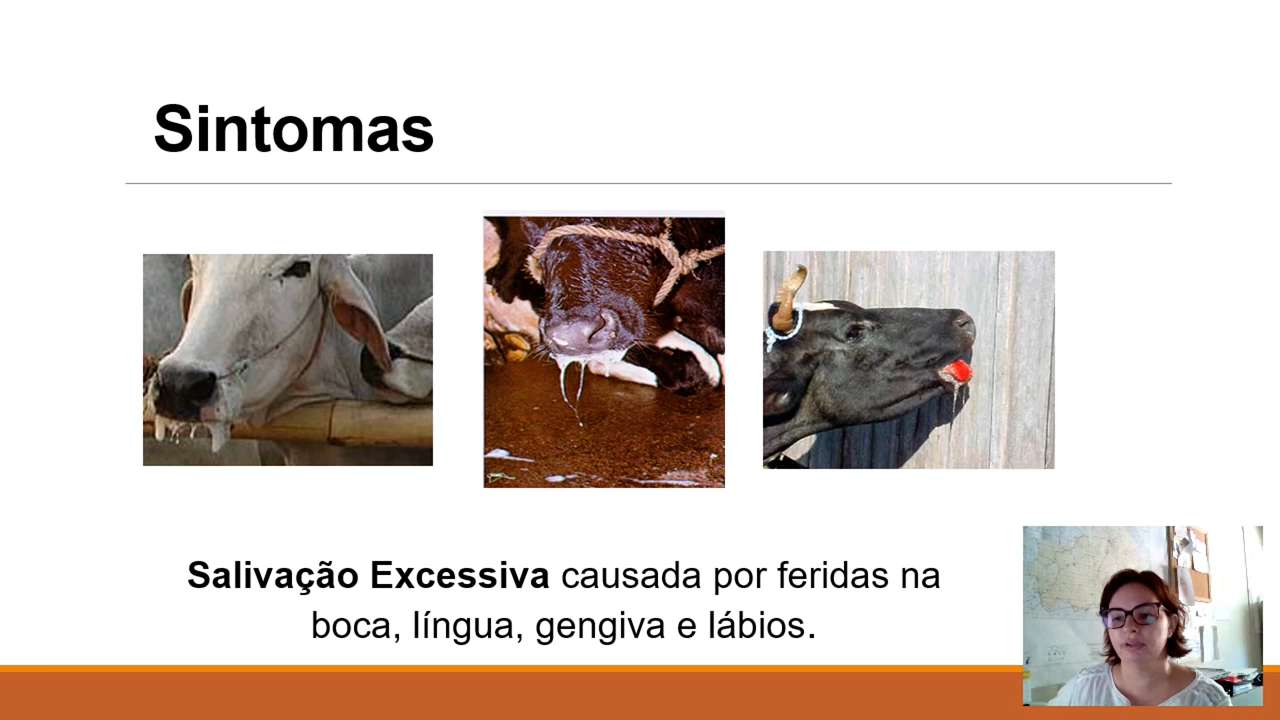 Sintomas
Salivação Excessiva causada por feridas na
boca, língua, gengiva e lábios.